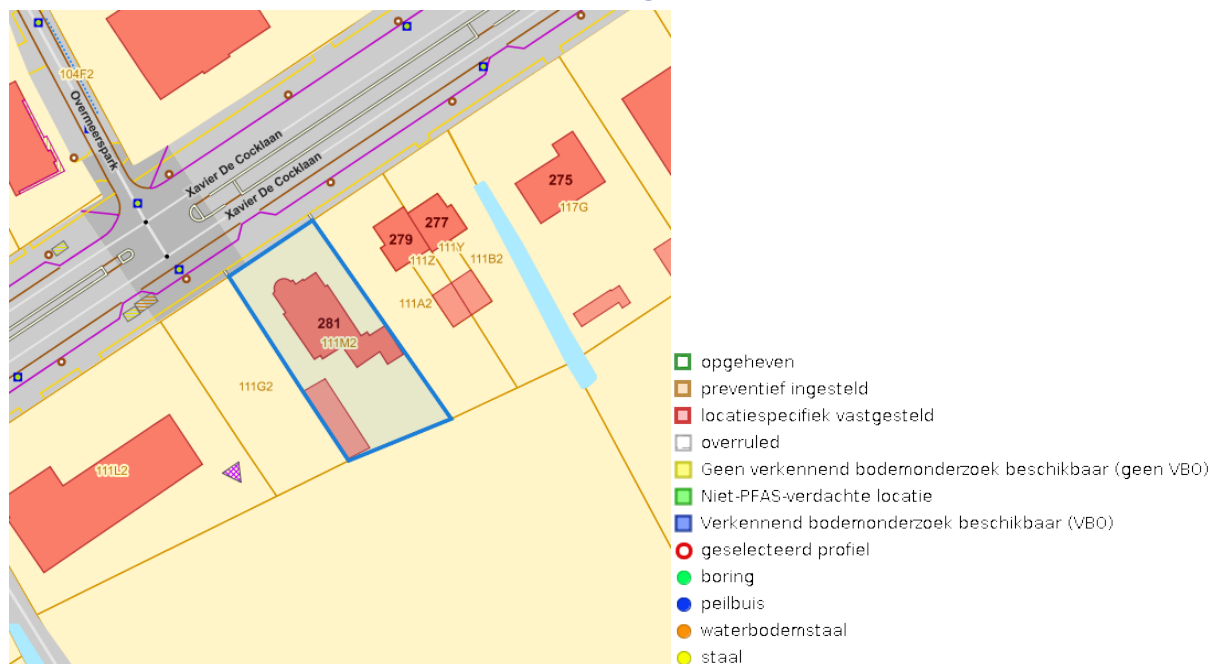 104F2
Overmeerspark
Xavier De Cocklaan
Xavier De Cocklaan
275
117G
277
279
111Y
111Z
111B2
111A2
281
111M2
111G2
111L2
opgeheven
preventief ingesteld
locatiespecifiek vastgesteld
overruled
Geen verkennend bodemonderzoek beschikbaar (geen VBO)
Niet-PFAS-verdachte locatie
Verkennend bodemonderzoek beschikbaar (VBO)
geselecteerd profiel
boring
peilbuis
waterbodemstaal
staal